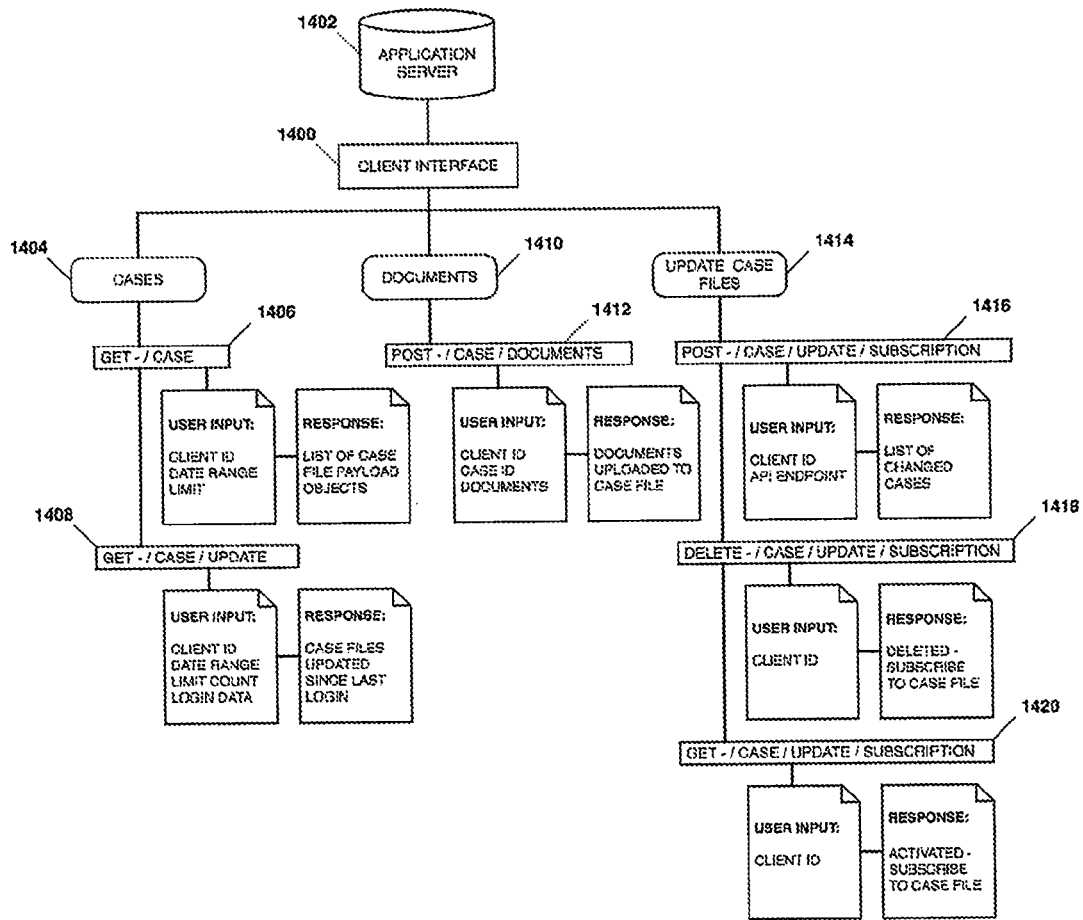 1402
APPLICATION
SERVER
1400
CLIENT INTERFACE
1404
CASES
1410
DOCUMENTS
1414
UPDATE CASE
FILES
1406
GET - / CASE
1412
POST - / CASE / DOCUMENTS
1416
POST - / CASE / UPDATE / SUBSCRIPTION
USER INPUT:
CLIENT ID
DATE RANGE
LIMIT
RESPONSE:
LIST OF CASE
FILE PAYLOAD
OBJECTS
USER INPUT:
CLIENT ID
CASE ID
DOCUMENTS
RESPONSE:
DOCUMENTS
UPLOADED TO
CASE FILE
USER INPUT:
CLIENT ID
API ENDPOINT
RESPONSE:
LIST OF
CHANGED
CASES
1408
GET - / CASE / UPDATE
1418
DELETE - / CASE / UPDATE / SUBSCRIPTION
USER INPUT:
CLIENT ID
DATE RANGE
LIMIT COUNT
LOGIN DATA
RESPONSE:
CASE FILES
UPDATED
SINCE LAST
LOGIN
USER INPUT:
CLIENT ID
RESPONSE:
DELETED -
SUBSCRIBE
TO CASE FILE
1420
GET - / CASE / UPDATE / SUBSCRIPTION
USER INPUT:
CLIENT ID
RESPONSE:
ACTIVATED -
SUBSCRIBE
TO CASE FILE